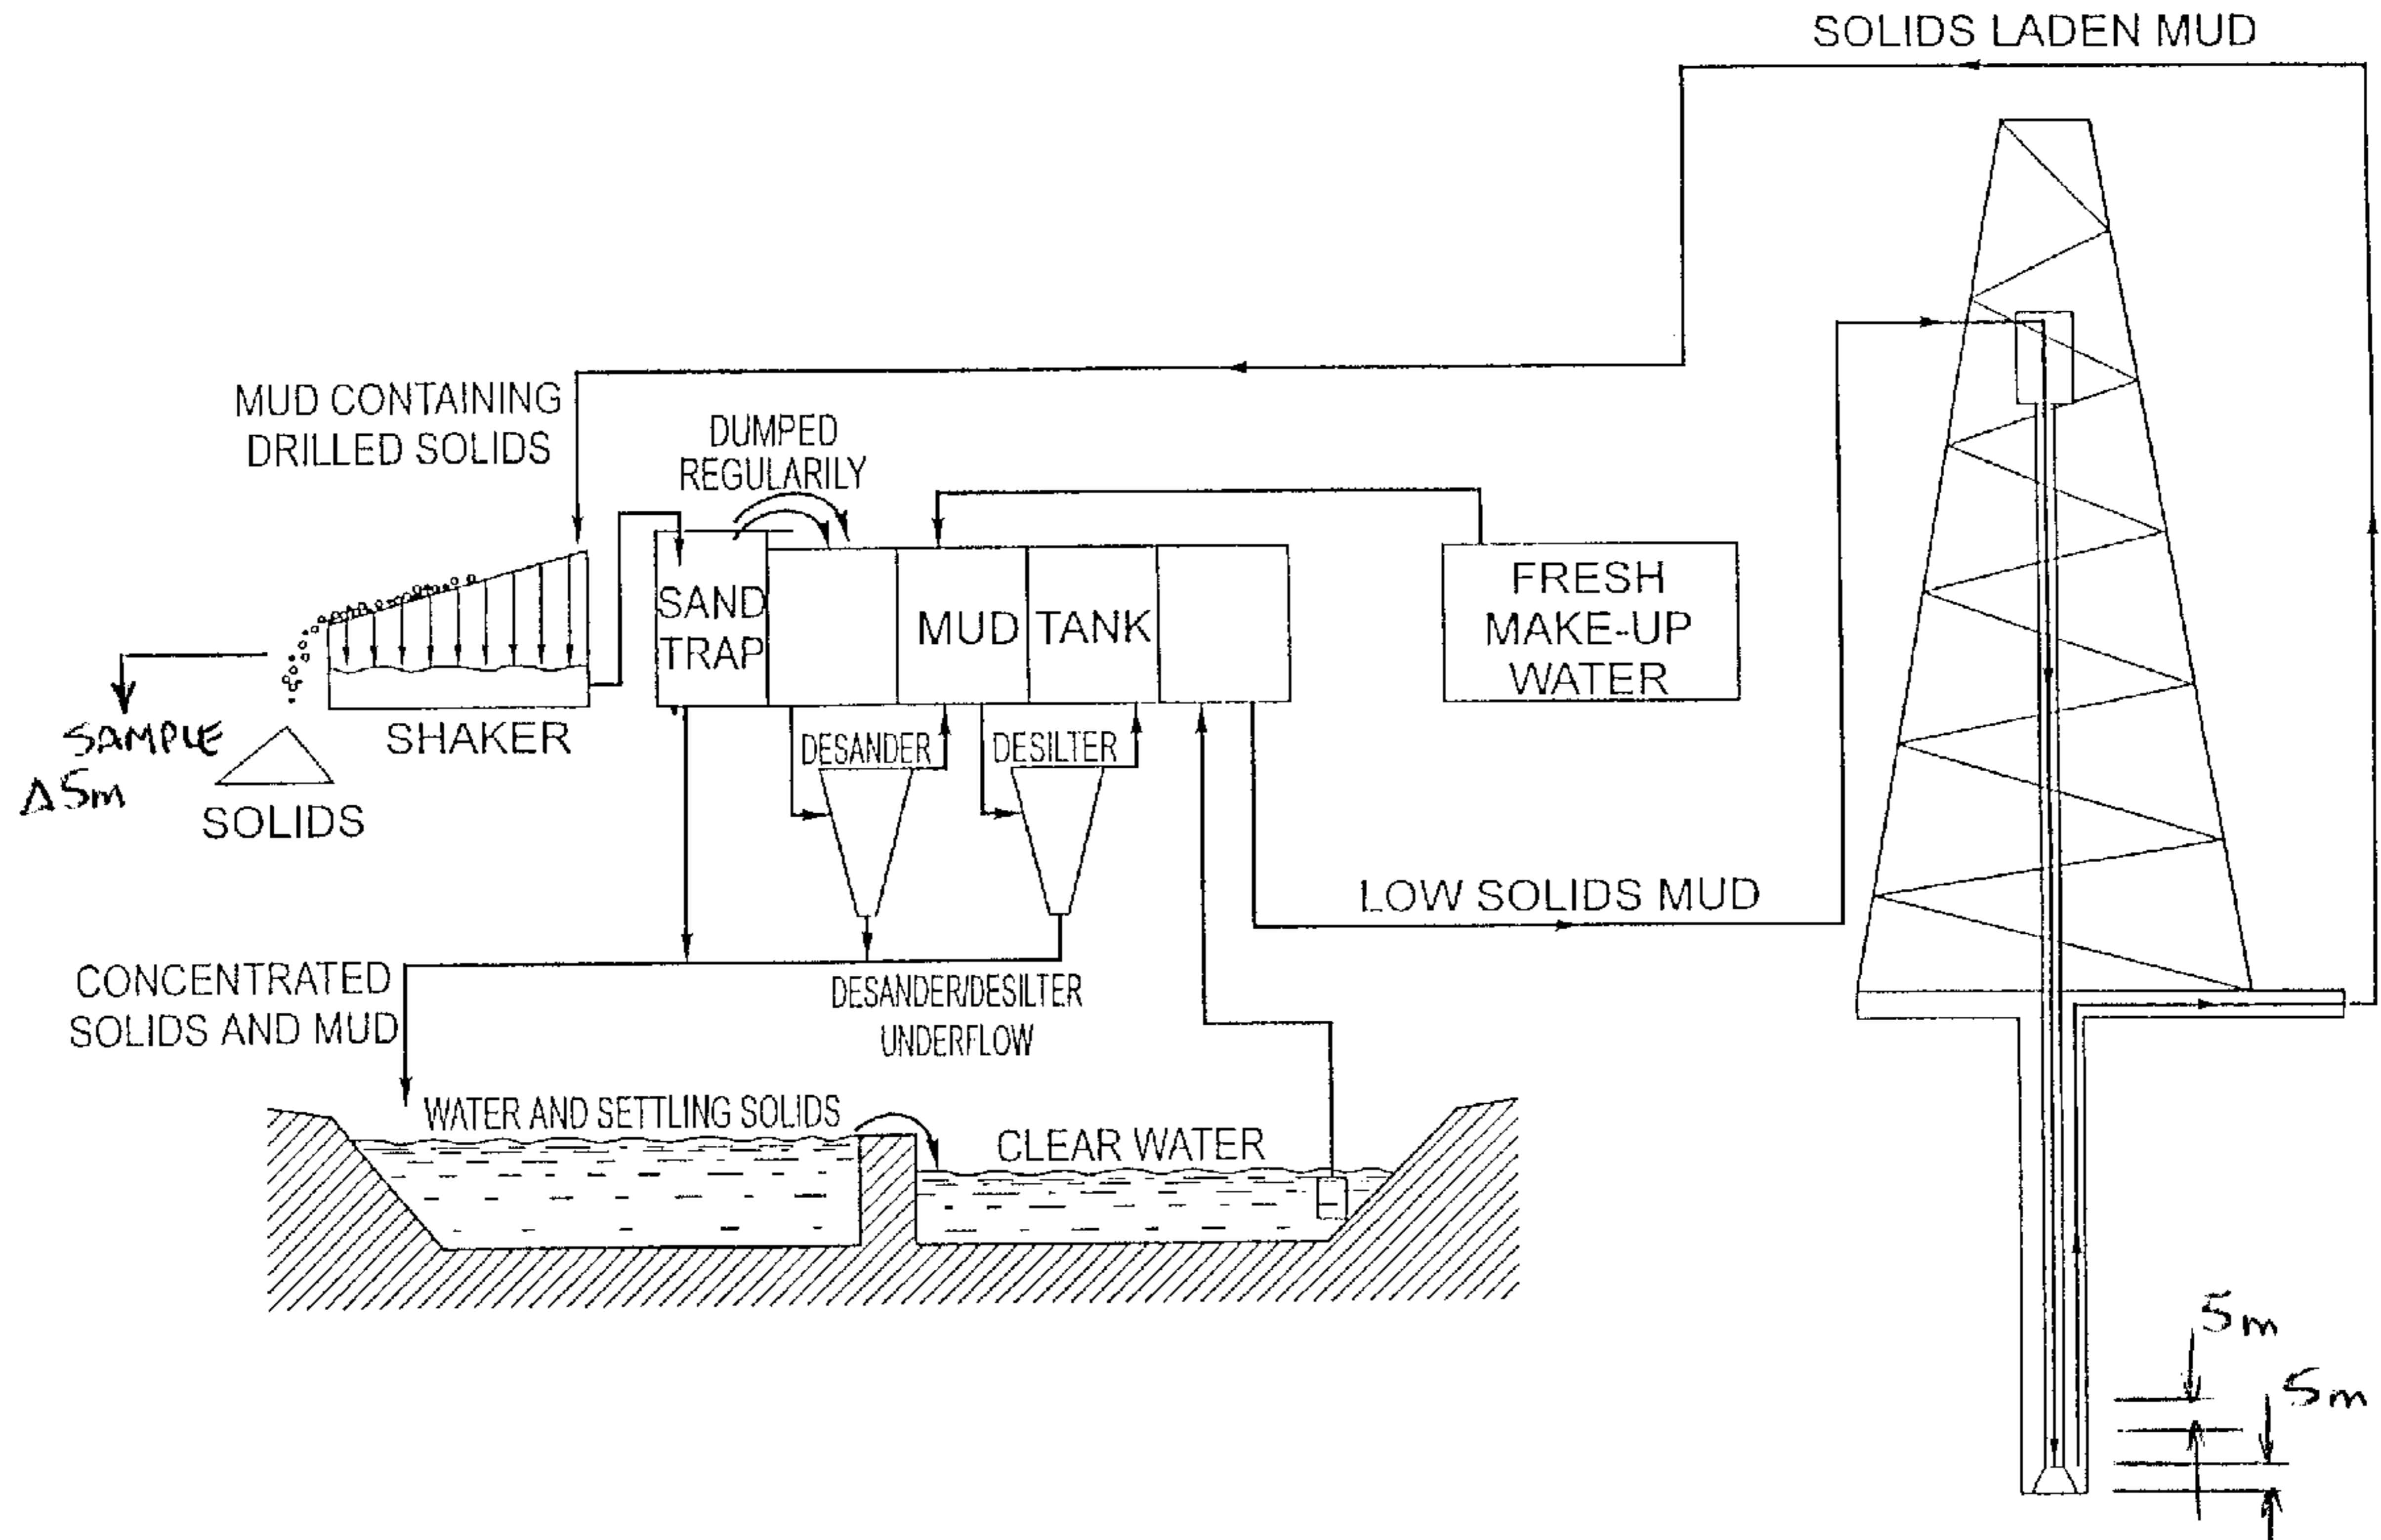 SOLIDS LADEN MUD
MUD CONTAINING
DRILLED SOLIDS
DUMPED
REGULARILY
SAND
TRAP
MUD TANK
FRESH
MAKE-UP
WATER
SAMPLE
Δ5m
SHAKER
SOLIDS
DESANDER
DESILTER
LOW SOLIDS MUD
CONCENTRATED
SOLIDS AND MUD
DESANDER/DESILTER
UNDERFLOW
WATER AND SETTLING SOLIDS
CLEAR WATER
5m
5m